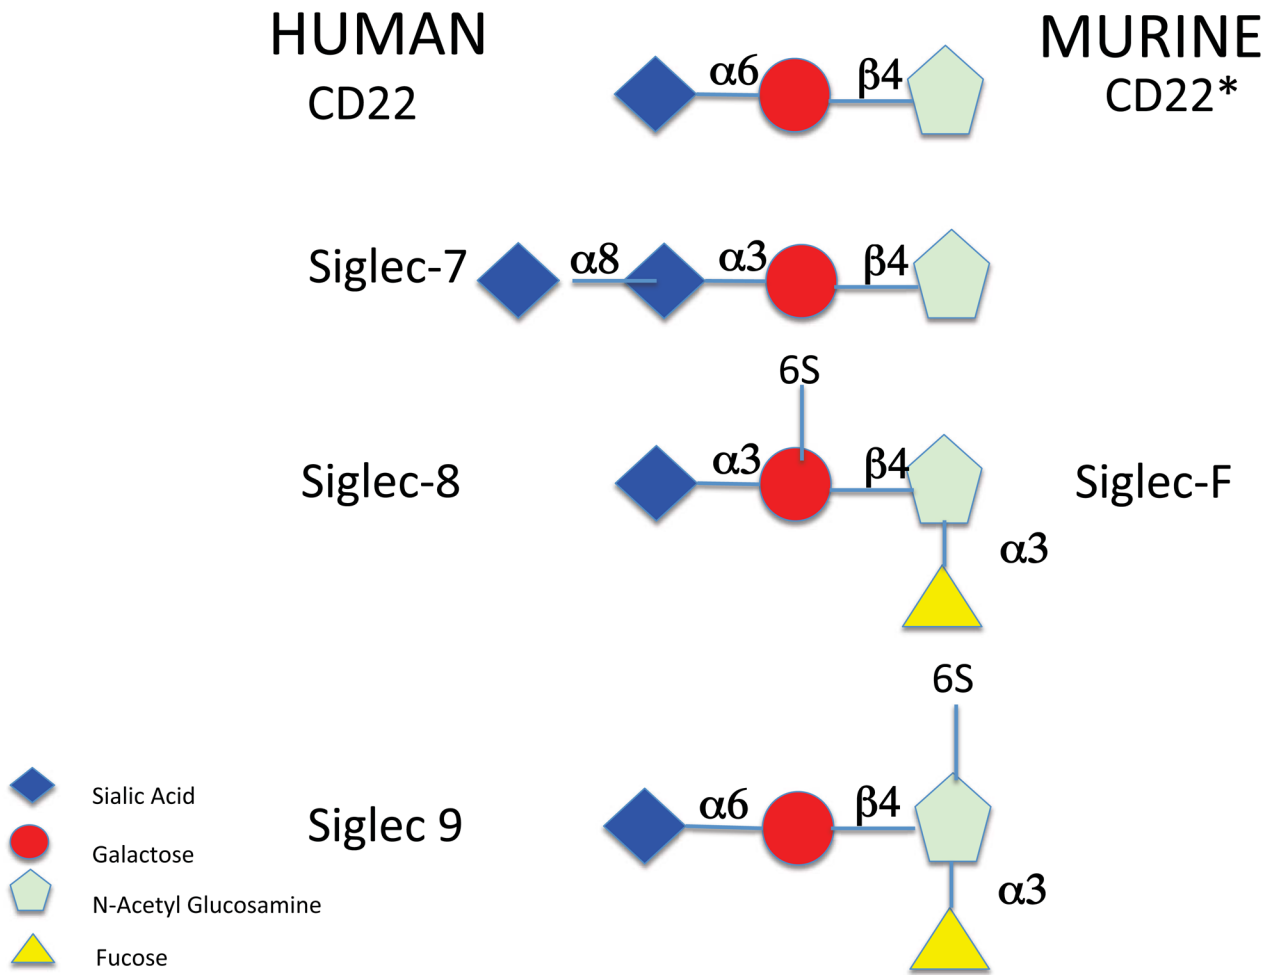 HUMAN
MURINE
CD22
α6
β4
CD22*
Siglec-7
α8
α3
β4
6S
Siglec-8
α3
β4
Siglec-F
α3
6S
Siglec 9
α6
β4
α3
Sialic Acid
Galactose
N-Acetyl Glucosamine
Fucose